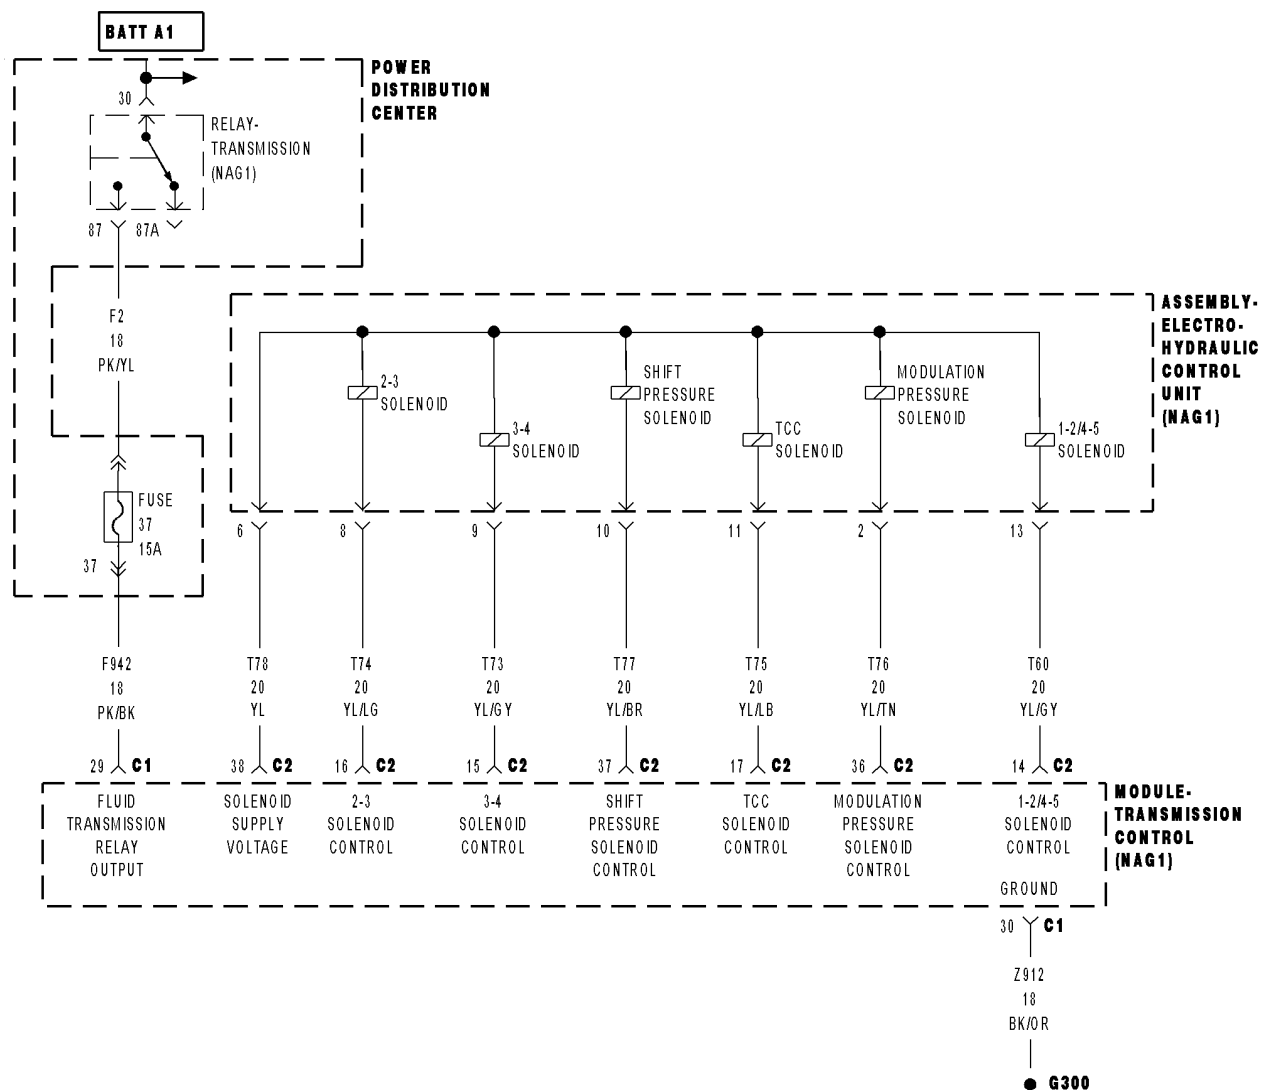 BATT A1
POWER
DISTRIBUTION
CENTER
30
RELAY-
TRANSMISSION
(NAG1)
87 87A
F2
18
PK/YL
FUSE
37
15A
37
ASSEMBLY-
ELECTRO-
HYDRAULIC
CONTROL
UNIT
(NAG1)
2-3
SOLENOID
3-4
SOLENOID
SHIFT
PRESSURE
SOLENOID
TCC
SOLENOID
MODULATION
PRESSURE
SOLENOID
1-2/4-5
SOLENOID
6 8 9 10 11 2 13
F942
18
PK/BK
T78
20
YL
T74
20
YL/LG
T73
20
YL/GY
T77
20
YL/BR
T75
20
YL/LB
T76
20
YL/TN
T60
20
YL/GY
29 C1 38 C2 16 C2 15 C2 37 C2 17 C2 36 C2 14 C2
FLUID
TRANSMISSION
RELAY
OUTPUT
SOLENOID
SUPPLY
VOLTAGE
2-3
SOLENOID
CONTROL
3-4
SOLENOID
CONTROL
SHIFT
PRESSURE
SOLENOID
CONTROL
TCC
SOLENOID
CONTROL
MODULATION
PRESSURE
SOLENOID
CONTROL
1-2/4-5
SOLENOID
CONTROL
GROUND
MODULE-
TRANSMISSION
CONTROL
(NAG1)
30 C1
Z912
18
BK/OR
G300